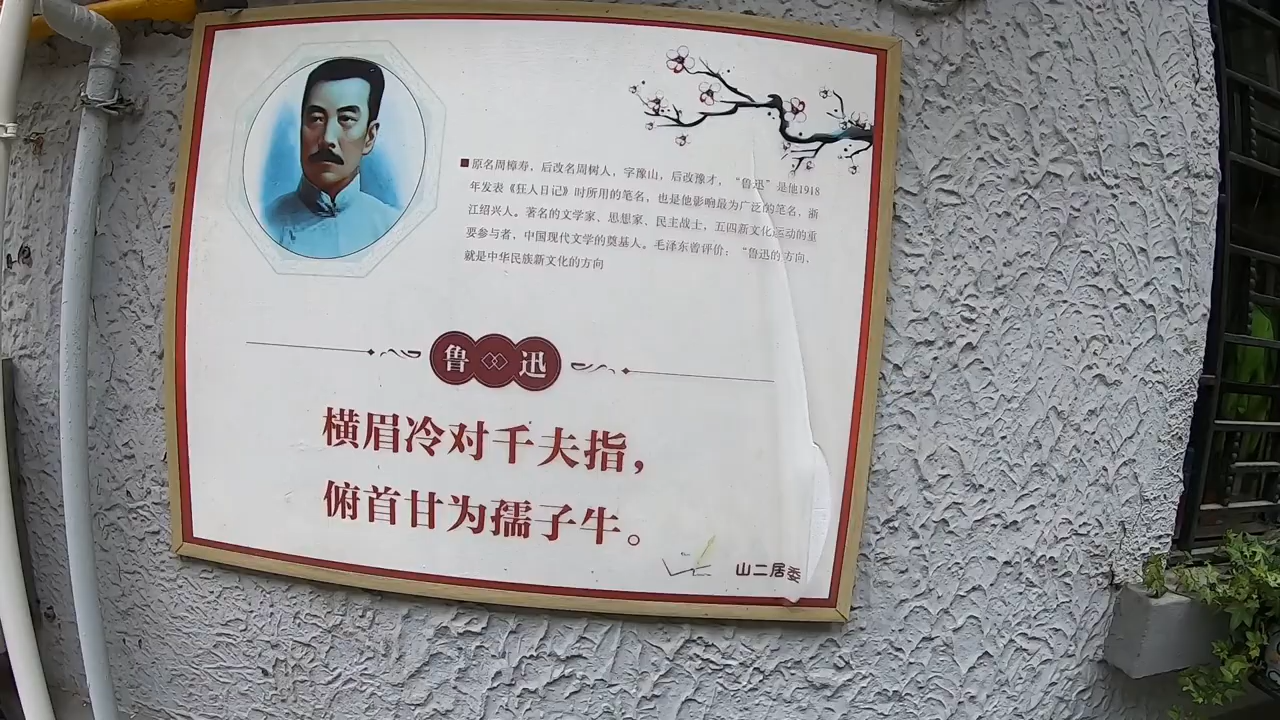 ■原名周樟寿，后改名周树人，字豫山，后改豫才，“鲁迅”是他1918
年发表《狂人日记》时所用的笔名，也是他影响最为广泛的笔名，浙
江绍兴人。著名的文学家、思想家、民主战士，五四新文化运动的重
要参与者，中国现代文学的奠基人。毛泽东曾评价：“鲁迅的方向，
就是中华民族新文化的方向
鲁迅
横眉冷对千夫指，
俯首甘为孺子牛。
山二居委